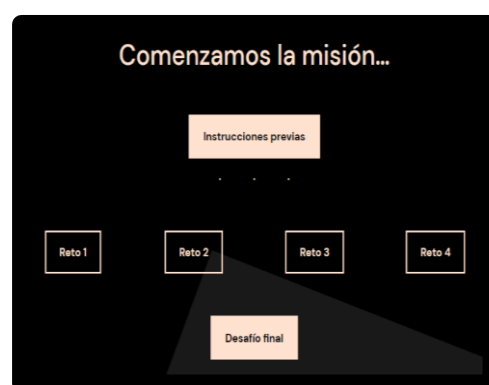 Comenzamos la misión...
Instrucciones previas
. . .
Reto 1
Reto 2
Reto 3
Reto 4
Desafío final